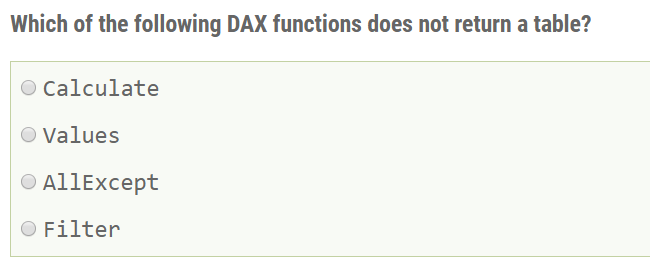 Which of the following DAX functions does not return a table?
Calculate
Values
AllExcept
Filter